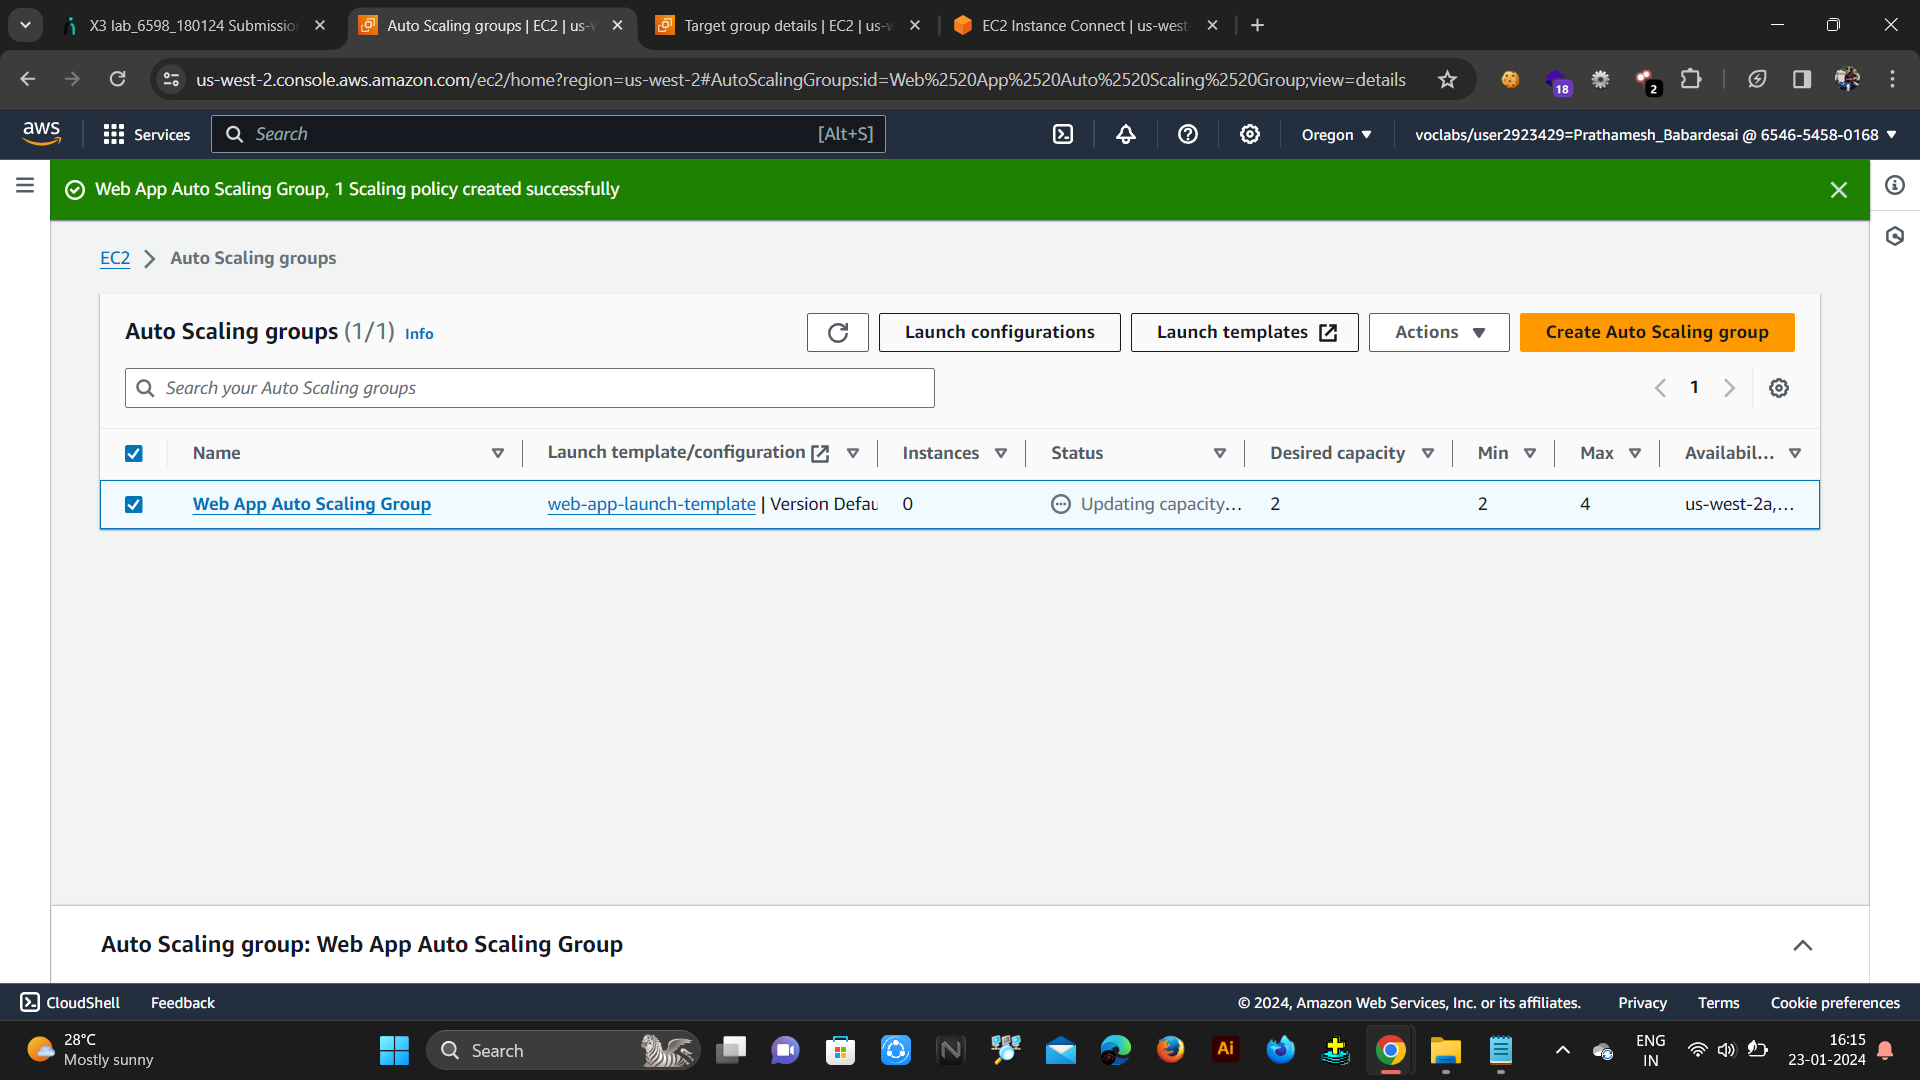 X3 lab_6598_180124 Submissio
Auto Scaling groups | EC2 | us-w
Target group details | EC2 | us-w
EC2 Instance Connect | us-west
us-west-2.console.aws.amazon.com/ec2/home?region=us-west-2#AutoScalingGroups:id=Web%2520App%2520Auto%2520Scaling%2520Group;view=details
18
2
aws
Services
Search
[Alt+S]
Oregon
voclabs/user2923429=Prathamesh_Babardesai @ 6546-5458-0168
Web App Auto Scaling Group, 1 Scaling policy created successfully
EC2
Auto Scaling groups
Auto Scaling groups (1/1) Info
Launch configurations
Launch templates
Actions
Create Auto Scaling group
Search your Auto Scaling groups
1
Name
Launch template/configuration
Instances
Status
Desired capacity
Min
Max
Availabil...
Web App Auto Scaling Group
web-app-launch-template | Version Defau
0
Updating capacity...
2
2
4
us-west-2a,...
Auto Scaling group: Web App Auto Scaling Group
CloudShell
Feedback
© 2024, Amazon Web Services, Inc. or its affiliates.
Privacy
Terms
Cookie preferences
28°C
Mostly sunny
Search
Ai
ENG
IN
16:15
23-01-2024